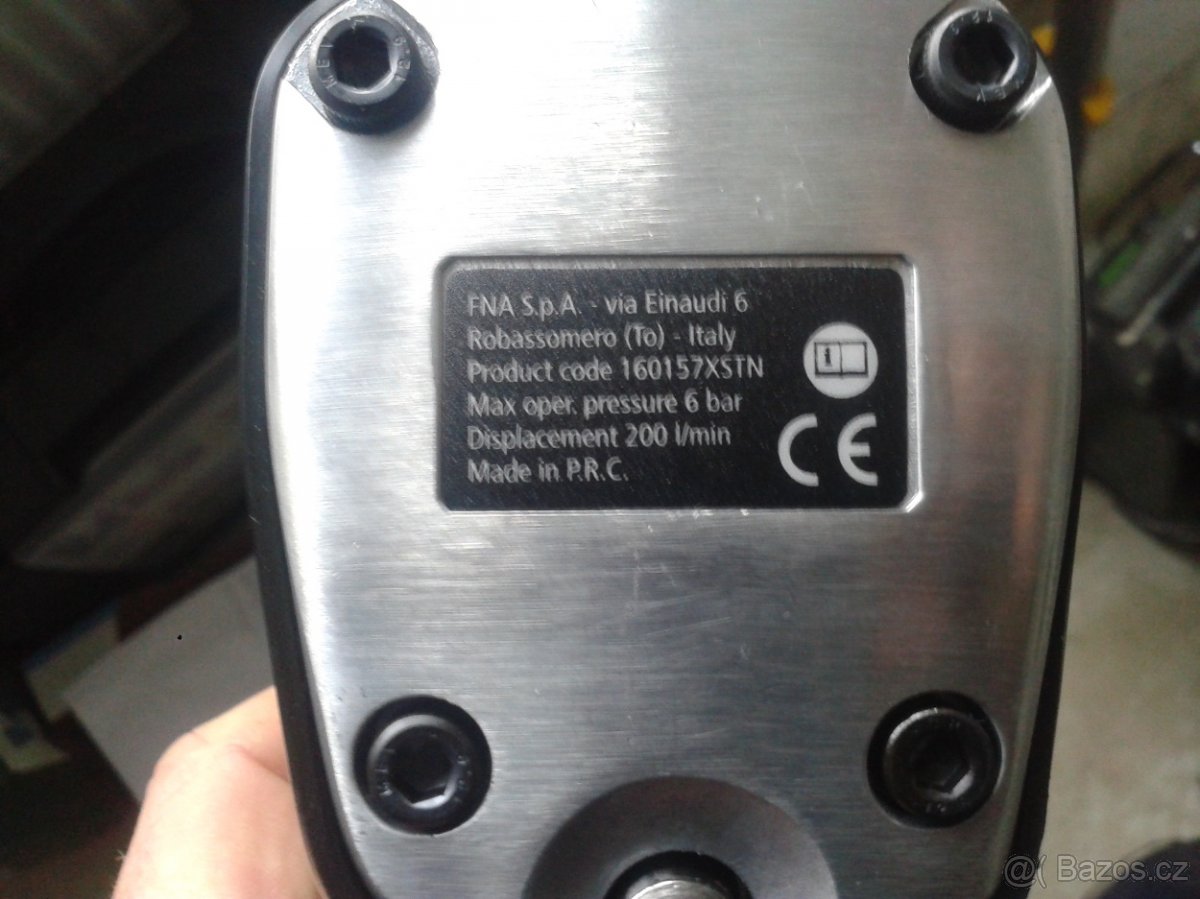 FNA S.p.A. - via Einaudi 6
Robassomero (To) - Italy
Product code 160157XSTN
Max oper. pressure 6 bar
Displacement 200 l/min
Made in P.R.C.
i
CE
@( Bazos.cz